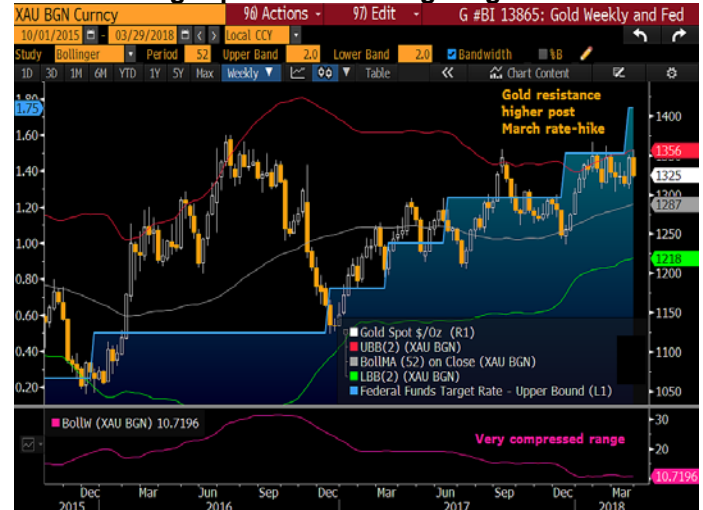 XAU BGN Curncy 96) Actions 97) Edit G #BI 13865: Gold Weekly and Fed
10/01/2015 - 03/29/2018 Local CCY
Study Bollinger Period 52 Upper Band 2.0 Lower Band 2.0 Bandwidth %B
1D 3D 1M 6M YTD 1Y 5Y Max Weekly ▼ Table « Chart Content
Gold resistance
higher post
March rate-hike
1.75
1.60
1.40
1.20
1.00
0.80
0.60
0.40
0.20
1400
1356
1325
1300
1287
1250
1218
1200
1150
1100
1050
Gold Spot $/Oz (R1)
UBB(2) (XAU BGN)
BollMA (52) on Close (XAU BGN)
LBB(2) (XAU BGN)
Federal Funds Target Rate - Upper Bound (L1)
BollW (XAU BGN) 10.7196
Very compressed range
30
20
10.7196
Dec Mar Jun Sep Dec Mar Jun Sep Dec Mar
2015 2016 2017 2018